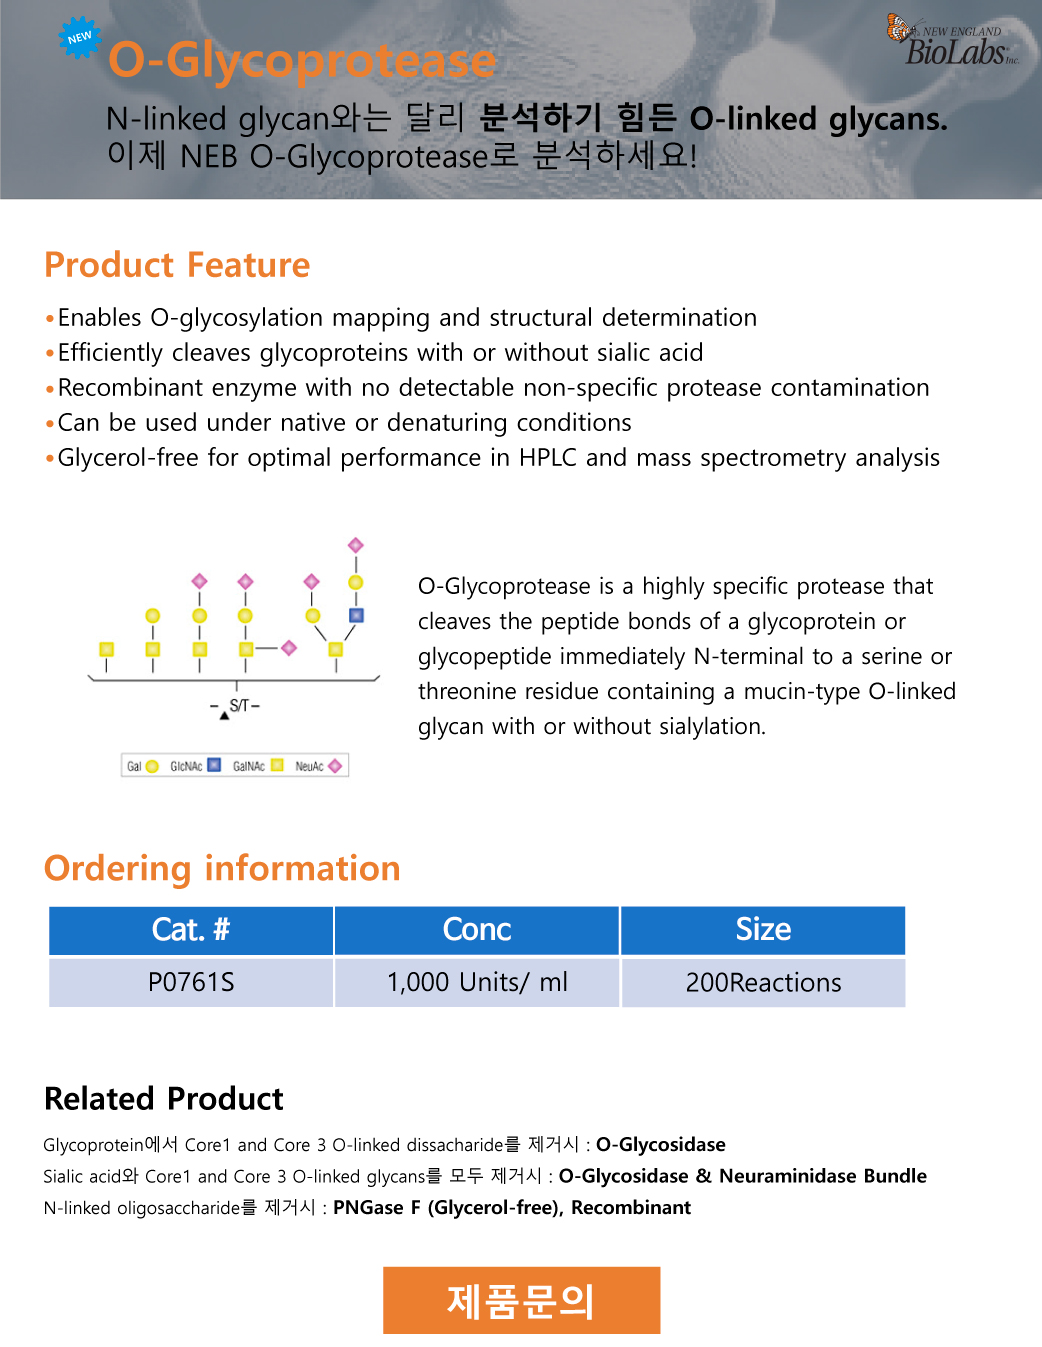 NEW
O-Glycoprotease
NEW ENGLAND
BioLabs Inc.
N-linked glycan와는 달리 분석하기 힘든 O-linked glycans.
이제 NEB O-Glycoprotease로 분석하세요!
Product Feature
•Enables O-glycosylation mapping and structural determination
•Efficiently cleaves glycoproteins with or without sialic acid
•Recombinant enzyme with no detectable non-specific protease contamination
•Can be used under native or denaturing conditions
•Glycerol-free for optimal performance in HPLC and mass spectrometry analysis
S/T
Gal GlcNAc GalNAc NeuAc
O-Glycoprotease is a highly specific protease that
cleaves the peptide bonds of a glycoprotein or
glycopeptide immediately N-terminal to a serine or
threonine residue containing a mucin-type O-linked
glycan with or without sialylation.
Ordering information
Cat. # Conc Size
P0761S 1,000 Units/ ml 200Reactions
Related Product
Glycoprotein에서 Core1 and Core 3 O-linked dissacharide를 제거시 : O-Glycosidase
Sialic acid와 Core1 and Core 3 O-linked glycans를 모두 제거시 : O-Glycosidase & Neuraminidase Bundle
N-linked oligosaccharide를 제거시 : PNGase F (Glycerol-free), Recombinant
제품문의